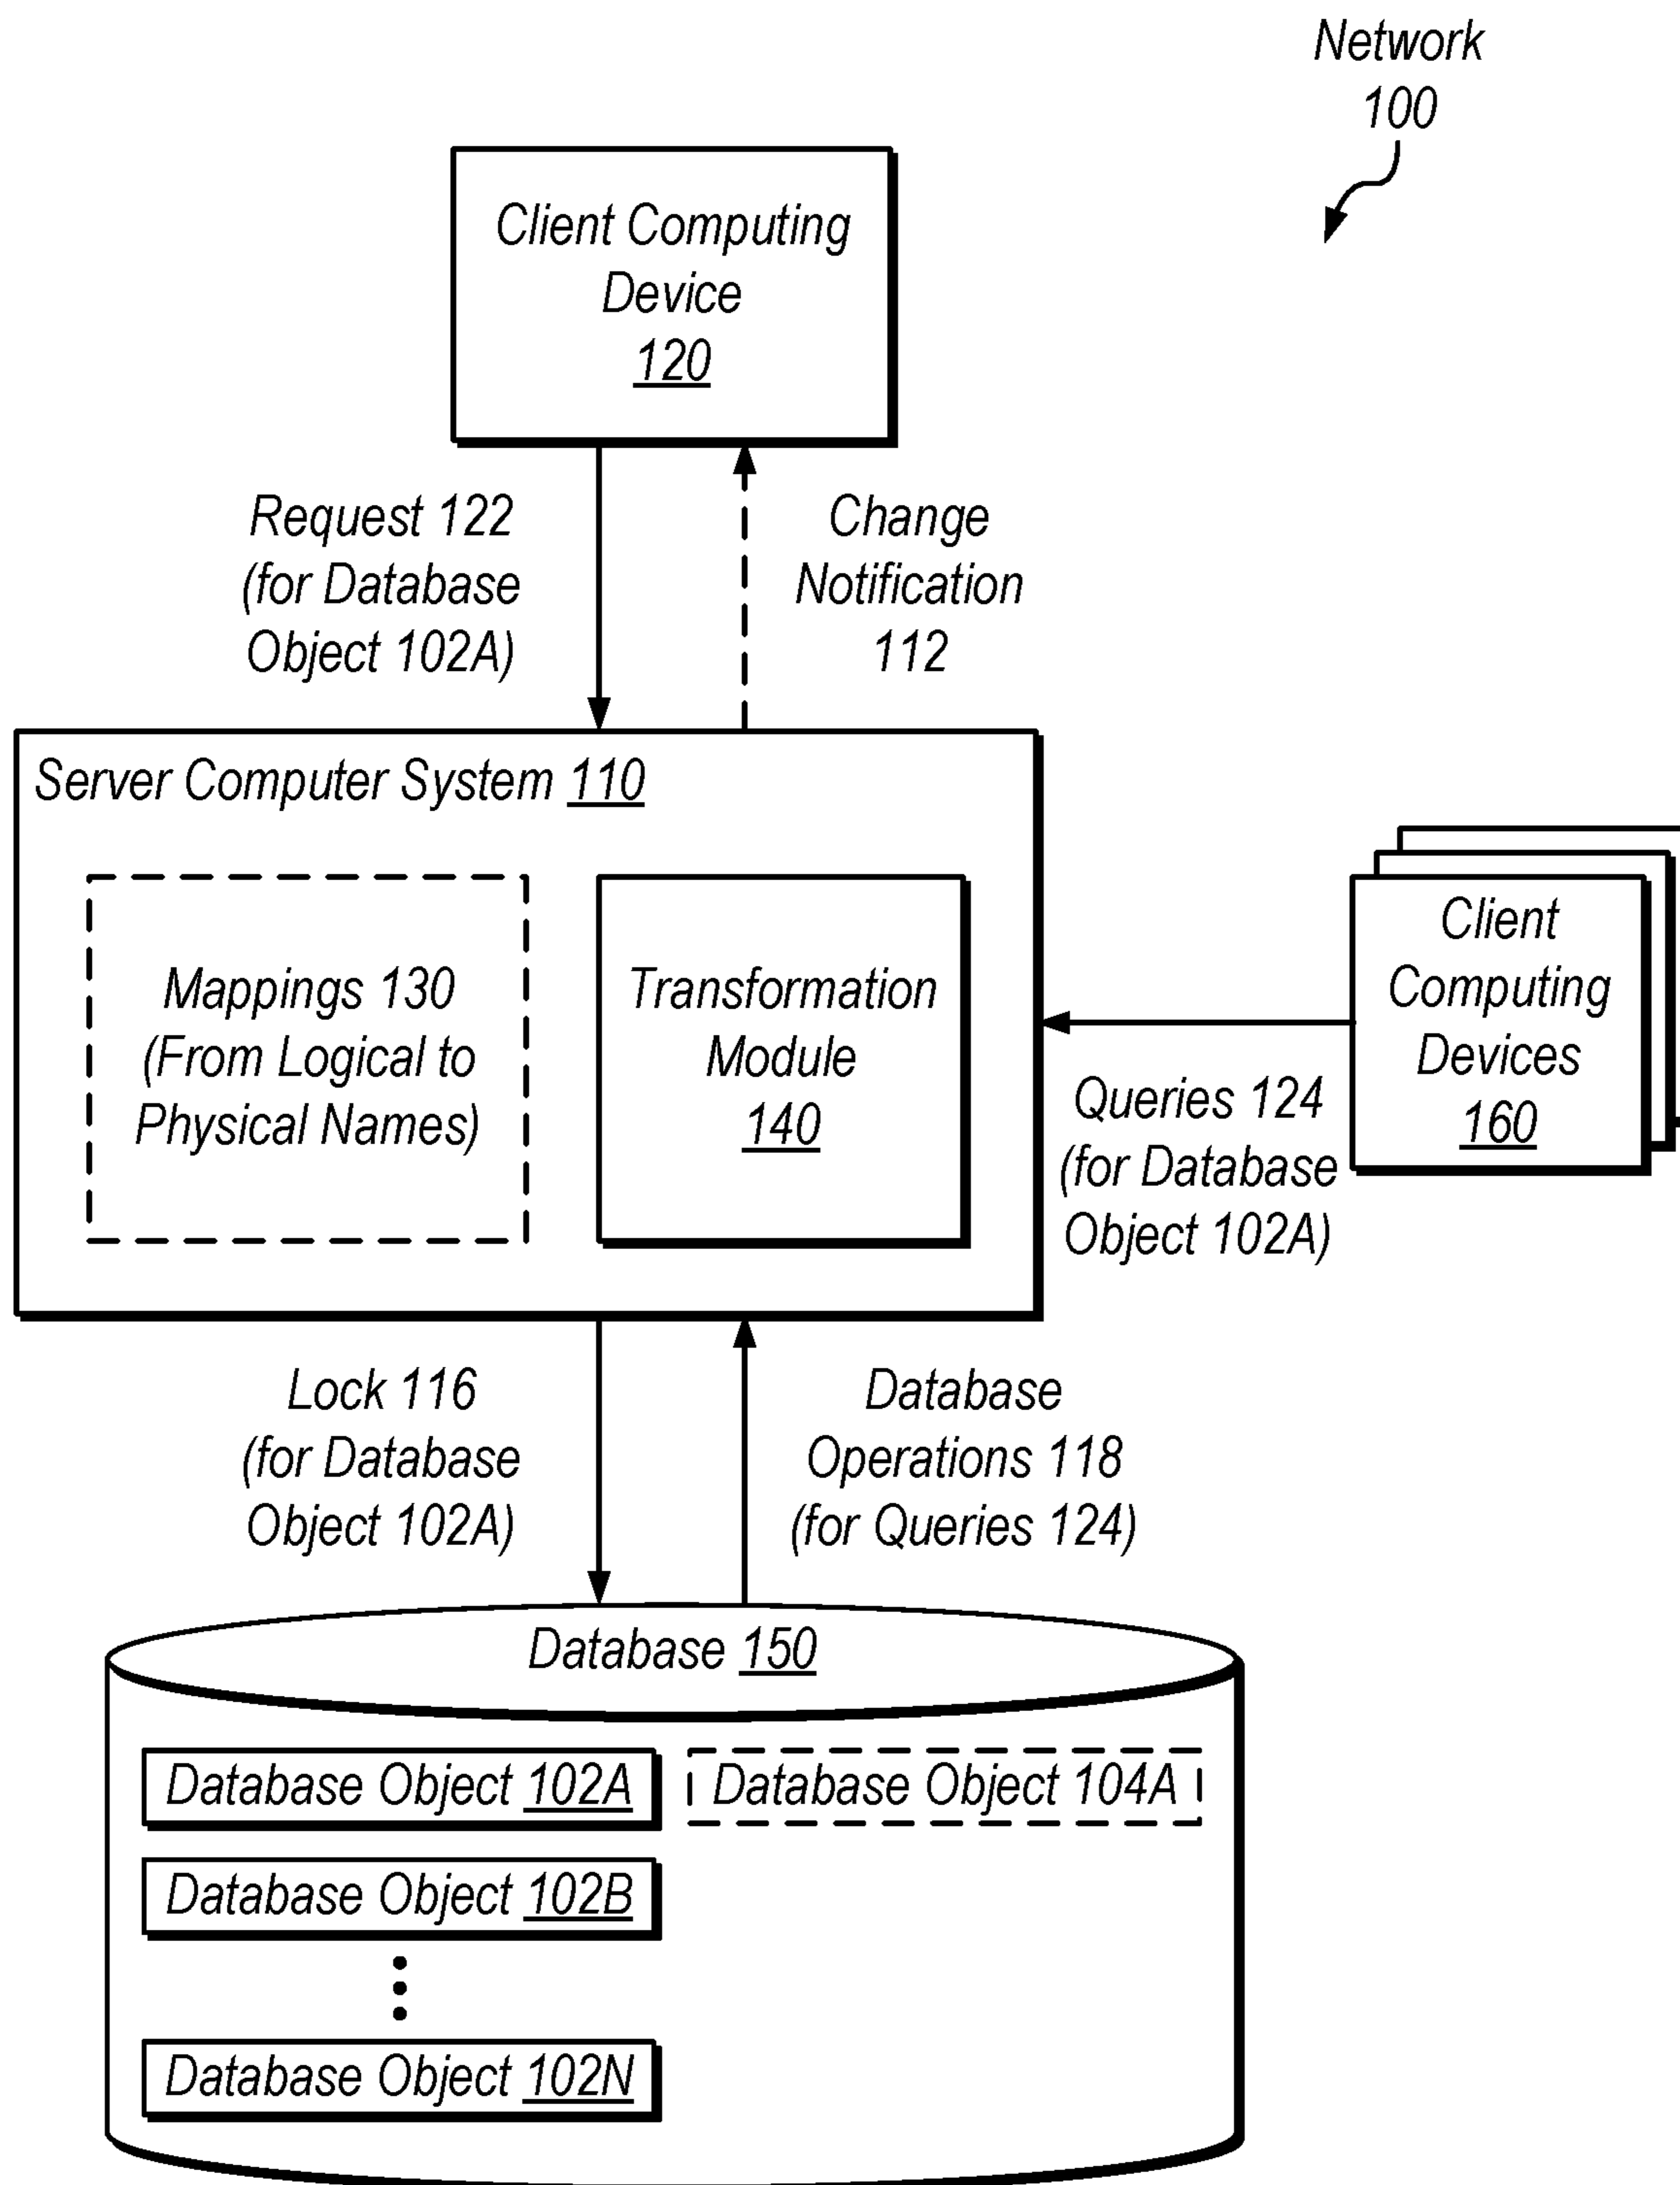 Network
100
Client Computing
Device
120
Request 122
(for Database
Object 102A)
Change
Notification
112
Server Computer System 110
Mappings 130
(From Logical to
Physical Names)
Transformation
Module
140
Client
Computing
Devices
160
Queries 124
(for Database
Object 102A)
Lock 116
(for Database
Object 102A)
Database
Operations 118
(for Queries 124)
Database 150
Database Object 102A
Database Object 104A
Database Object 102B
Database Object 102N